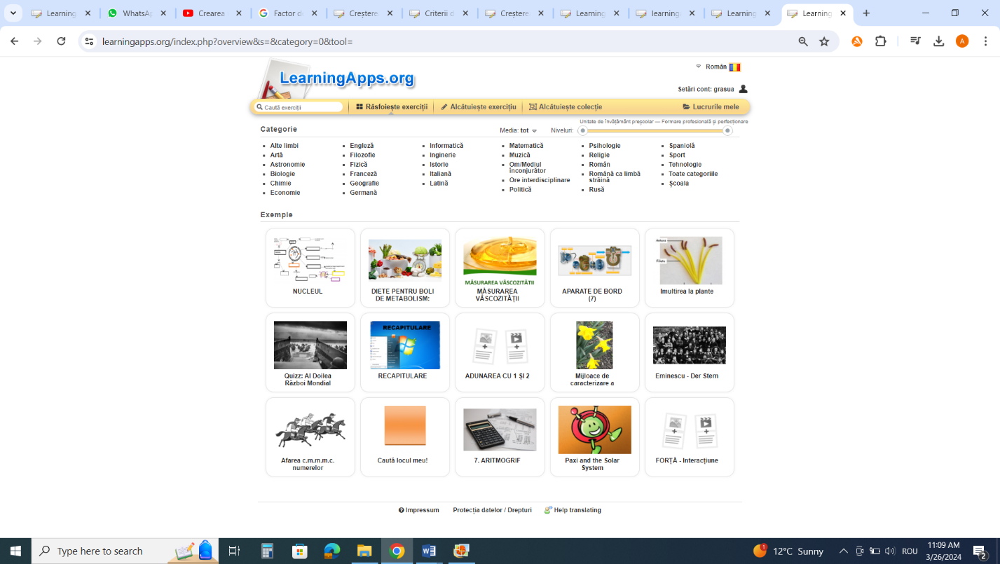 Learning
WhatsAp
Crearea
Factor d
Creștere
Criterii d
Creștere
Learning
learning
Learning
Learning
learningapps.org/index.php?overview&s=&category=0&tool=
A
LearningApps.org
Român
Setări cont: grasua
Caută exerciții
Răsfoiește exerciții
Alcătuiește exercițiu
Alcătuiește colecție
Lucrurile mele
Unitate de învățământ preșcolar — Formare profesională și perfecționare
Categorie
Media: tot
Niveluri:
Alte limbi
Artă
Astronomie
Biologie
Chimie
Economie
Engleză
Filozofie
Fizică
Franceză
Geografie
Germană
Informatică
Inginerie
Istorie
Italiană
Latină
Matematică
Muzică
Om/Mediul
înconjurător
Ore interdisciplinare
Politică
Psihologie
Religie
Român
Română ca limbă
străină
Rusă
Spaniolă
Sport
Tehnologie
Toate categoriile
Școala
Exemple
NUCLEUL
DIETE PENTRU BOLI
DE METABOLISM:
MĂSURAREA VÂSCOZITĂȚII
MĂSURAREA
VÂSCOZITĂȚII
APARATE DE BORD
(7)
Antera
Filete
Imultirea la plante
Quizz: Al Doilea
Război Mondial
RECAPITULARE
RECAPITULARE
ADUNAREA CU 1 ȘI 2
Mijloace de
caracterizare a
Eminescu - Der Stern
Afarea c.m.m.m.c.
numerelor
Caută locul meu!
7. ARITMOGRIF
Paxi and the Solar
System
FORȚĂ - Interacțiune
Impressum
Protecția datelor / Drepturi
Help translating
Type here to search
1
12°C Sunny
ROU
11:09 AM
3/26/2024
2